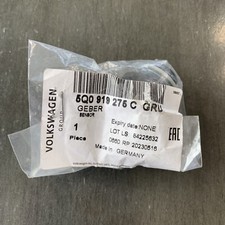 VOLKSWAGEN
GROUP
5Q0 919 275 C GRU
GEBER
SENSOR
1
Piece
Expiry date: NONE
LOT LS: 84225632
0660 RP 20230516
Made in GERMANY
EAC